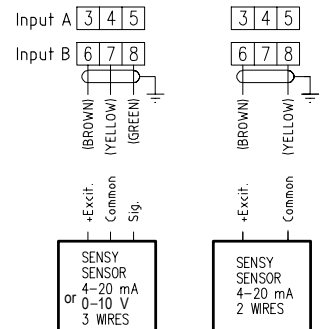 Input A 3 4 5 3 4 5
Input B 6 7 8 6 7 8
(BROWN) (YELLOW) (GREEN) (BROWN) (YELLOW)
+Excit. Common Sig. +Excit. Common
SENSY
SENSOR
4-20 mA
or 0-10 V
3 WIRES
SENSY
SENSOR
4-20 mA
2 WIRES